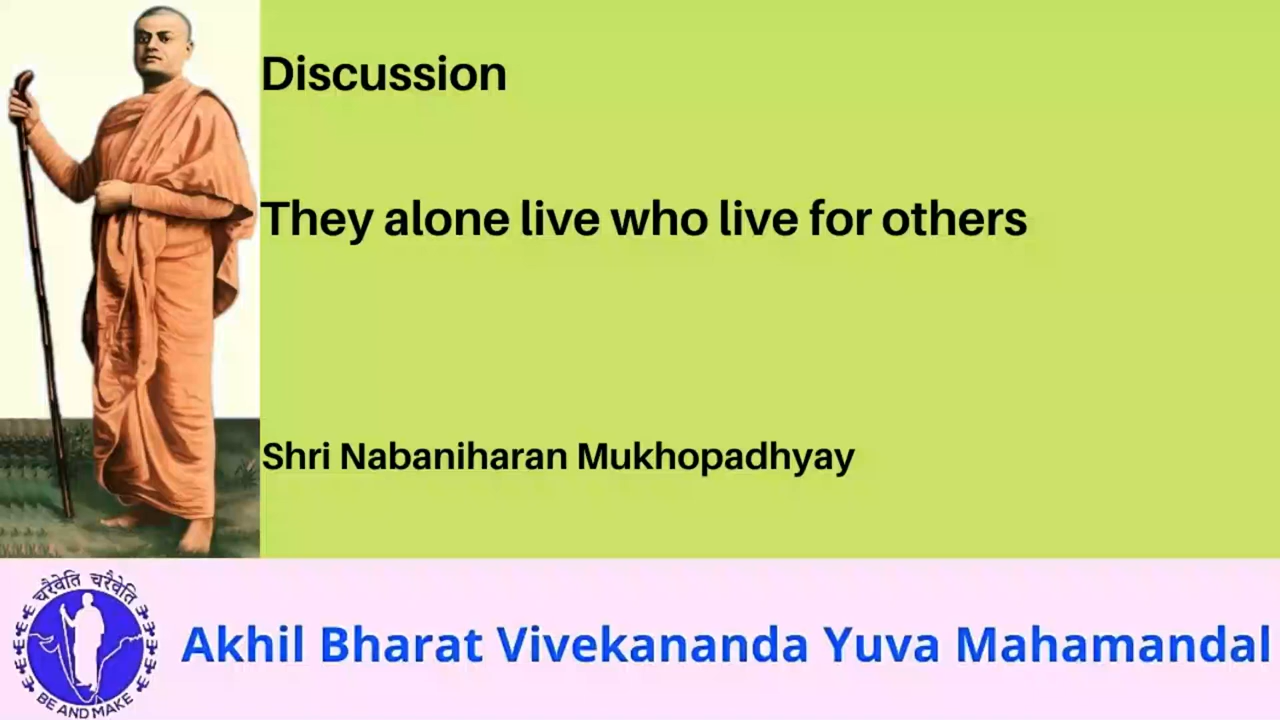 Discussion
They alone live who live for others
Shri Nabaniharan Mukhopadhyay
चरैवेति चरैवेति
BE AND MAKE
Akhil Bharat Vivekananda Yuva Mahamandal